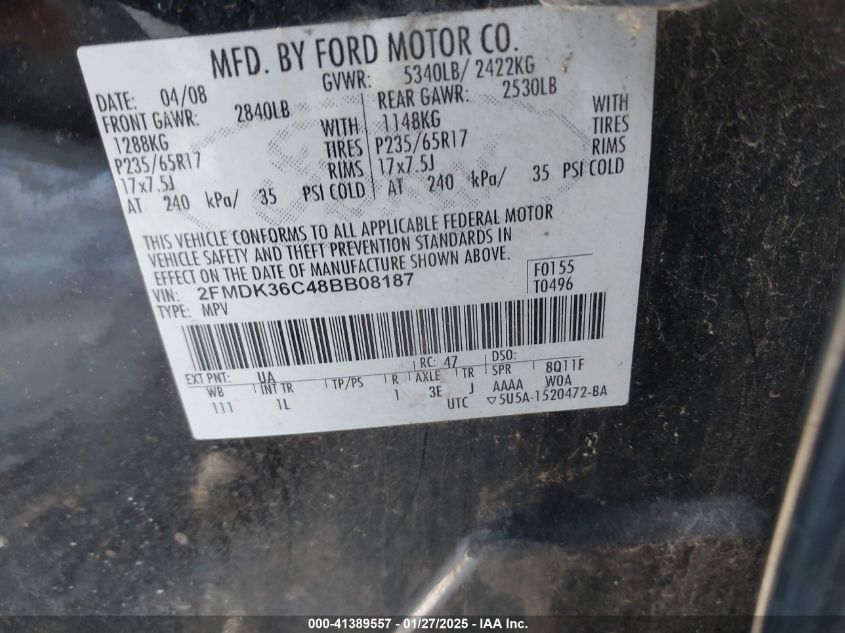 MFD. BY FORD MOTOR CO.
DATE: 04/08 GVWR: 5340LB/ 2422KG
FRONT GAWR: 2840LB REAR GAWR: 2530LB
1288KG WITH 1148KG WITH
P235/65R17 TIRES P235/65R17 TIRES
17x7.5J RIMS 17x7.5J RIMS
AT 240 kPa/ 35 PSI COLD AT 240 kPa/ 35 PSI COLD
THIS VEHICLE CONFORMS TO ALL APPLICABLE FEDERAL MOTOR
VEHICLE SAFETY AND THEFT PREVENTION STANDARDS IN
EFFECT ON THE DATE OF MANUFACTURE SHOWN ABOVE.
VIN: 2FMDK36C48BB08187 F0155
TYPE: MPV T0496
EXT PNT: UA RC: 47 DSO:
WB INT TR TP/PS R AXLE TR SPR 8Q11F
111 1L 1 3E J AAAA W0A
UTC ▽5U5A-1520472-BA
000-41389557 — 01/27/2025 — IAA Inc.